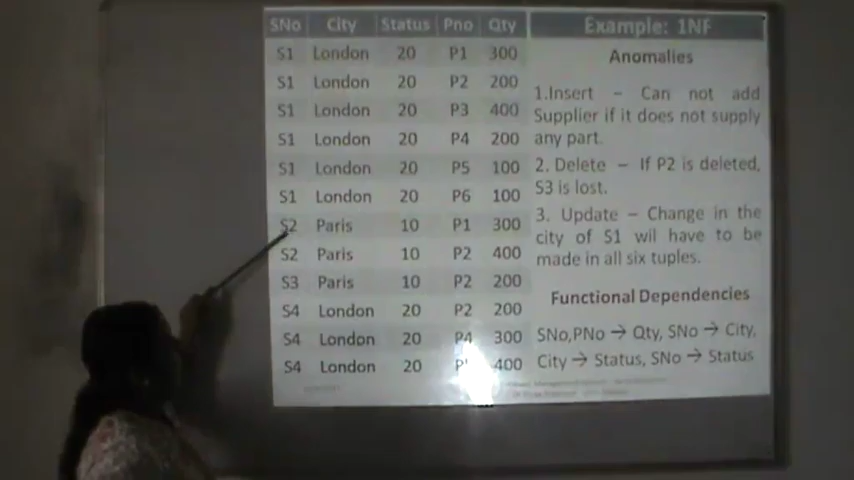 SNo City Status Pno Qty
S1 London 20 P1 300
S1 London 20 P2 200
S1 London 20 P3 400
S1 London 20 P4 200
S1 London 20 P5 100
S1 London 20 P6 100
S2 Paris 10 P1 300
S2 Paris 10 P2 400
S3 Paris 10 P2 200
S4 London 20 P2 200
S4 London 20 P4 300
S4 London 20 400
Example: 1NF
Anomalies
1.Insert – Can not add
Supplier if it does not supply
any part.
2. Delete – If P2 is deleted,
S3 is lost.
3. Update – Change in the
city of S1 wil have to be
made in all six tuples.
Functional Dependencies
SNo,PNo → Qty, SNo → City,
City → Status, SNo → Status